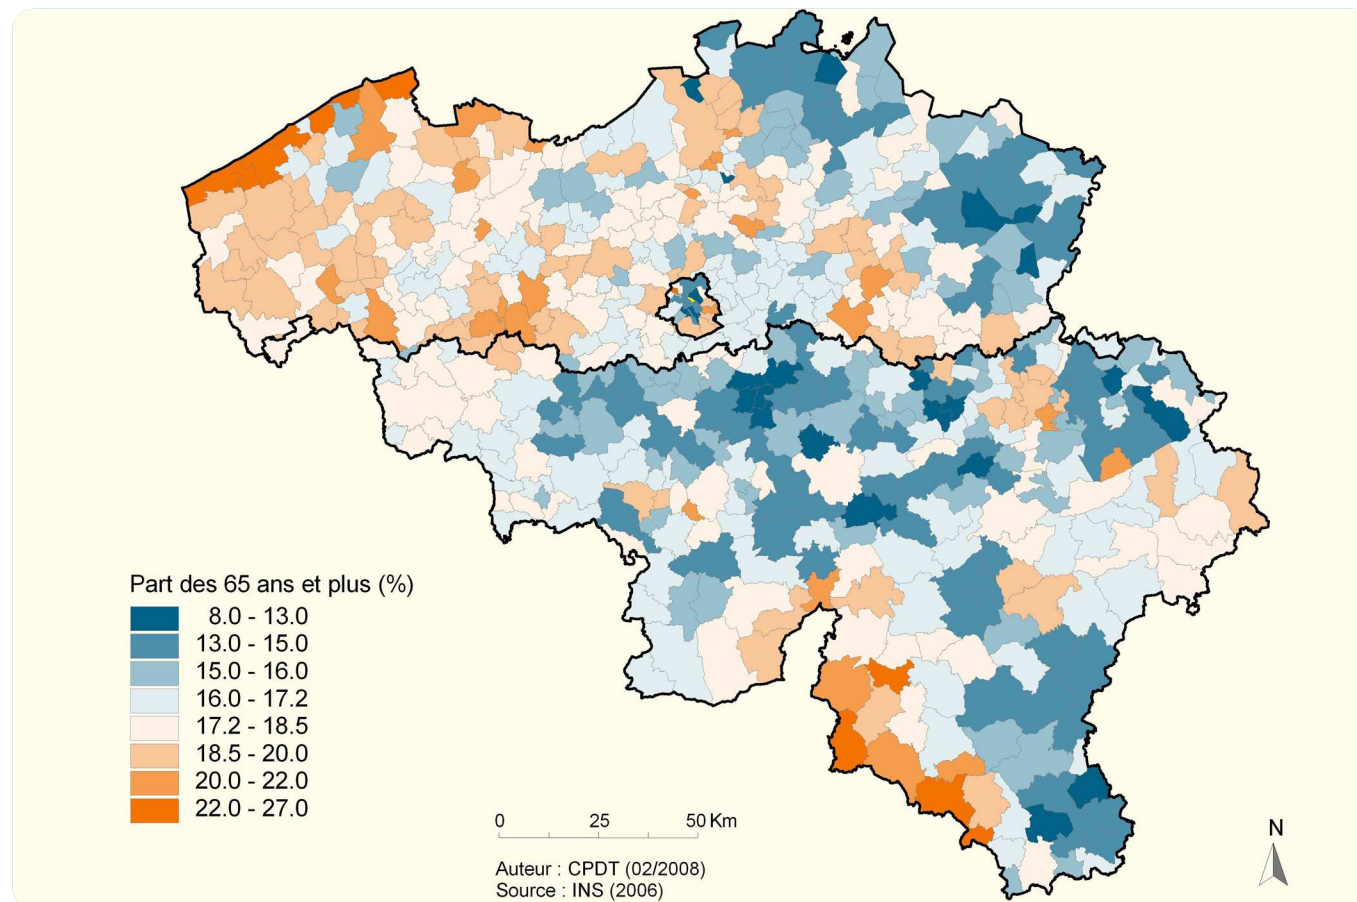 Part des 65 ans et plus (%)
8.0 - 13.0
13.0 - 15.0
15.0 - 16.0
16.0 - 17.2
17.2 - 18.5
18.5 - 20.0
20.0 - 22.0
22.0 - 27.0
0 25 50 Km
Auteur : CPDT (02/2008)
Source : INS (2006)
N